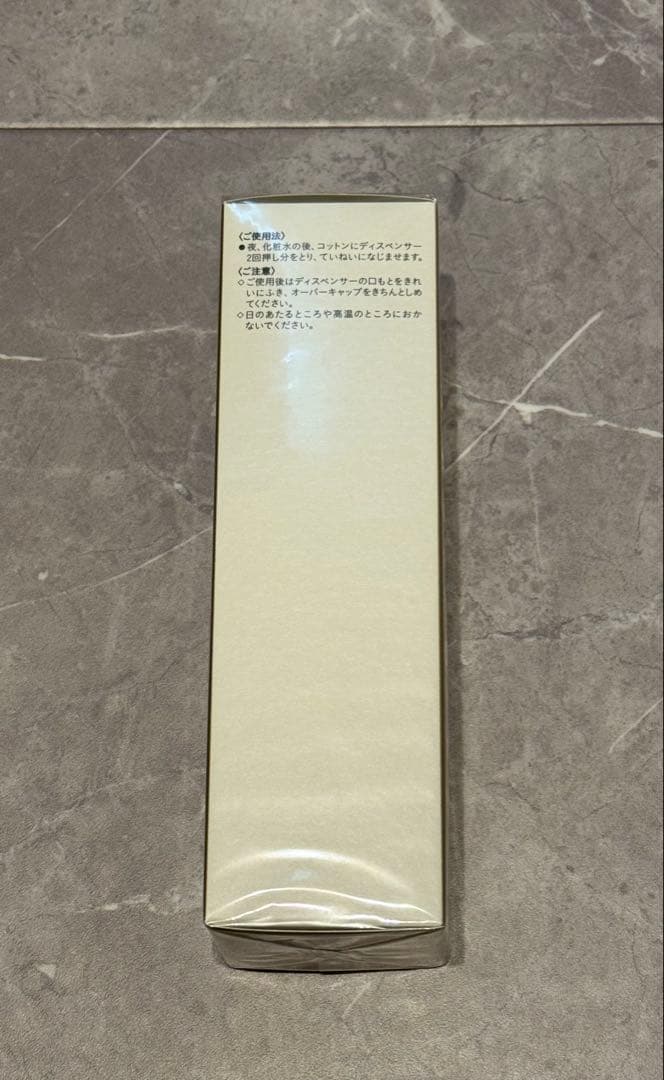 〈ご使用法〉
●夜、化粧水の後、コットンにディスペンサー
2回押し分をとり、ていねいになじませます。
〈ご注意〉
◇ご使用後はディスペンサーの口もとをきれ
いにふき、オーバーキャップをきちんとしめ
てください。
◇日のあたるところや高温のところにおか
ないでください。